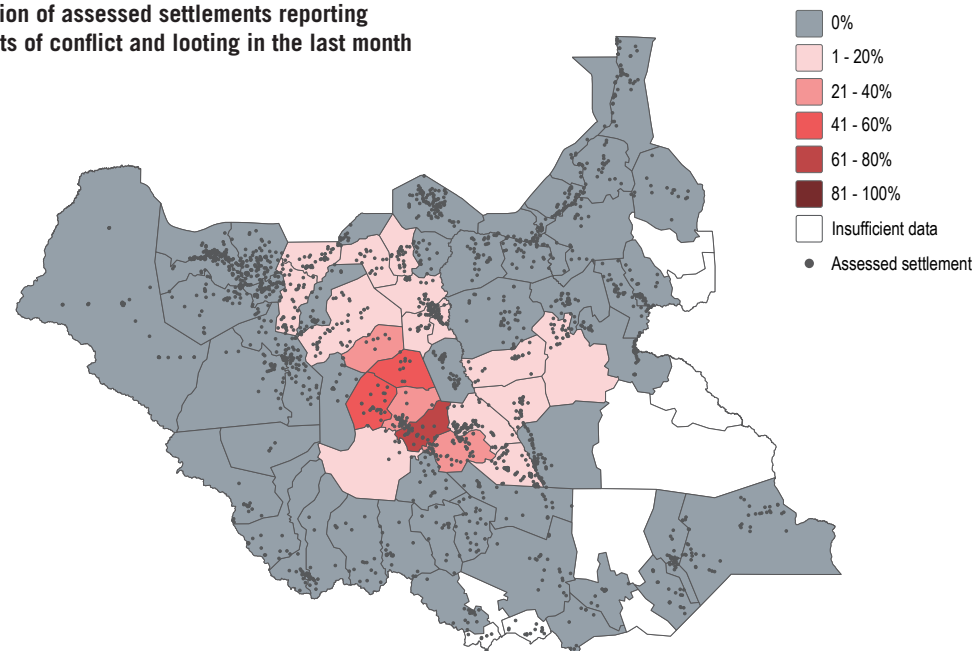 ion of assessed settlements reporting
ts of conflict and looting in the last month
0%
1 - 20%
21 - 40%
41 - 60%
61 - 80%
81 - 100%
Insufficient data
Assessed settlement